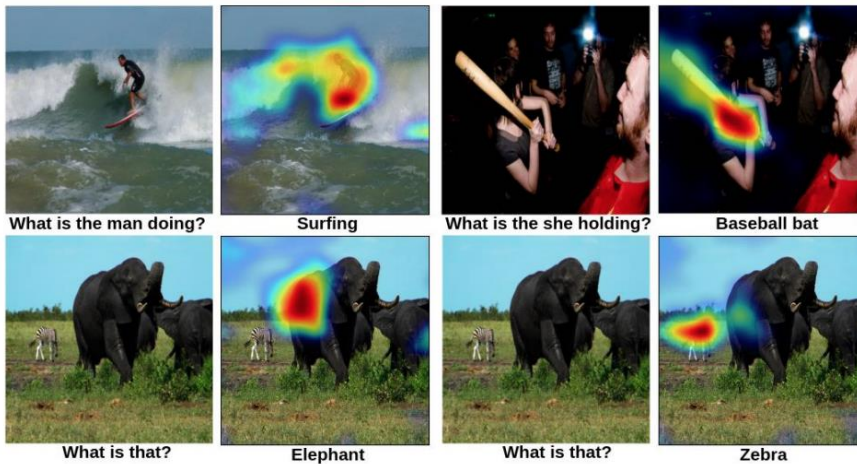 What is the man doing?
Surfing
What is the she holding?
Baseball bat
What is that?
Elephant
What is that?
Zebra